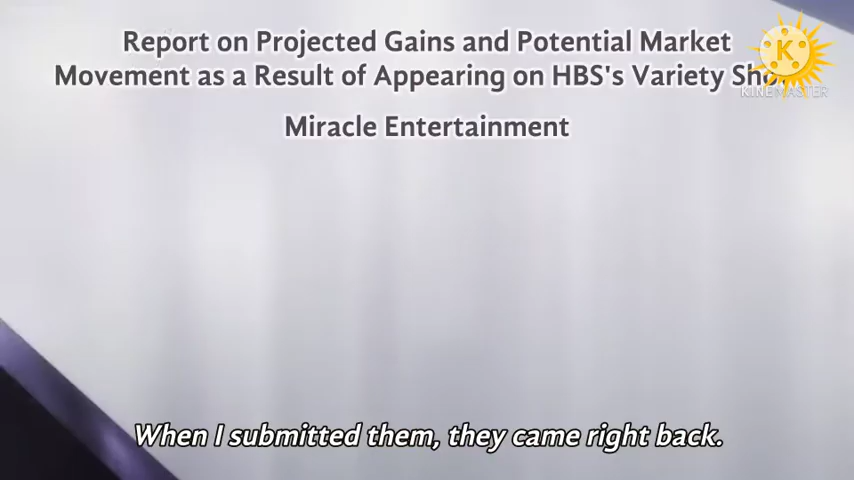 Report on Projected Gains and Potential Market
Movement as a Result of Appearing on HBS's Variety Sho
Miracle Entertainment
K
KINEMASTER
When I submitted them, they came right back.